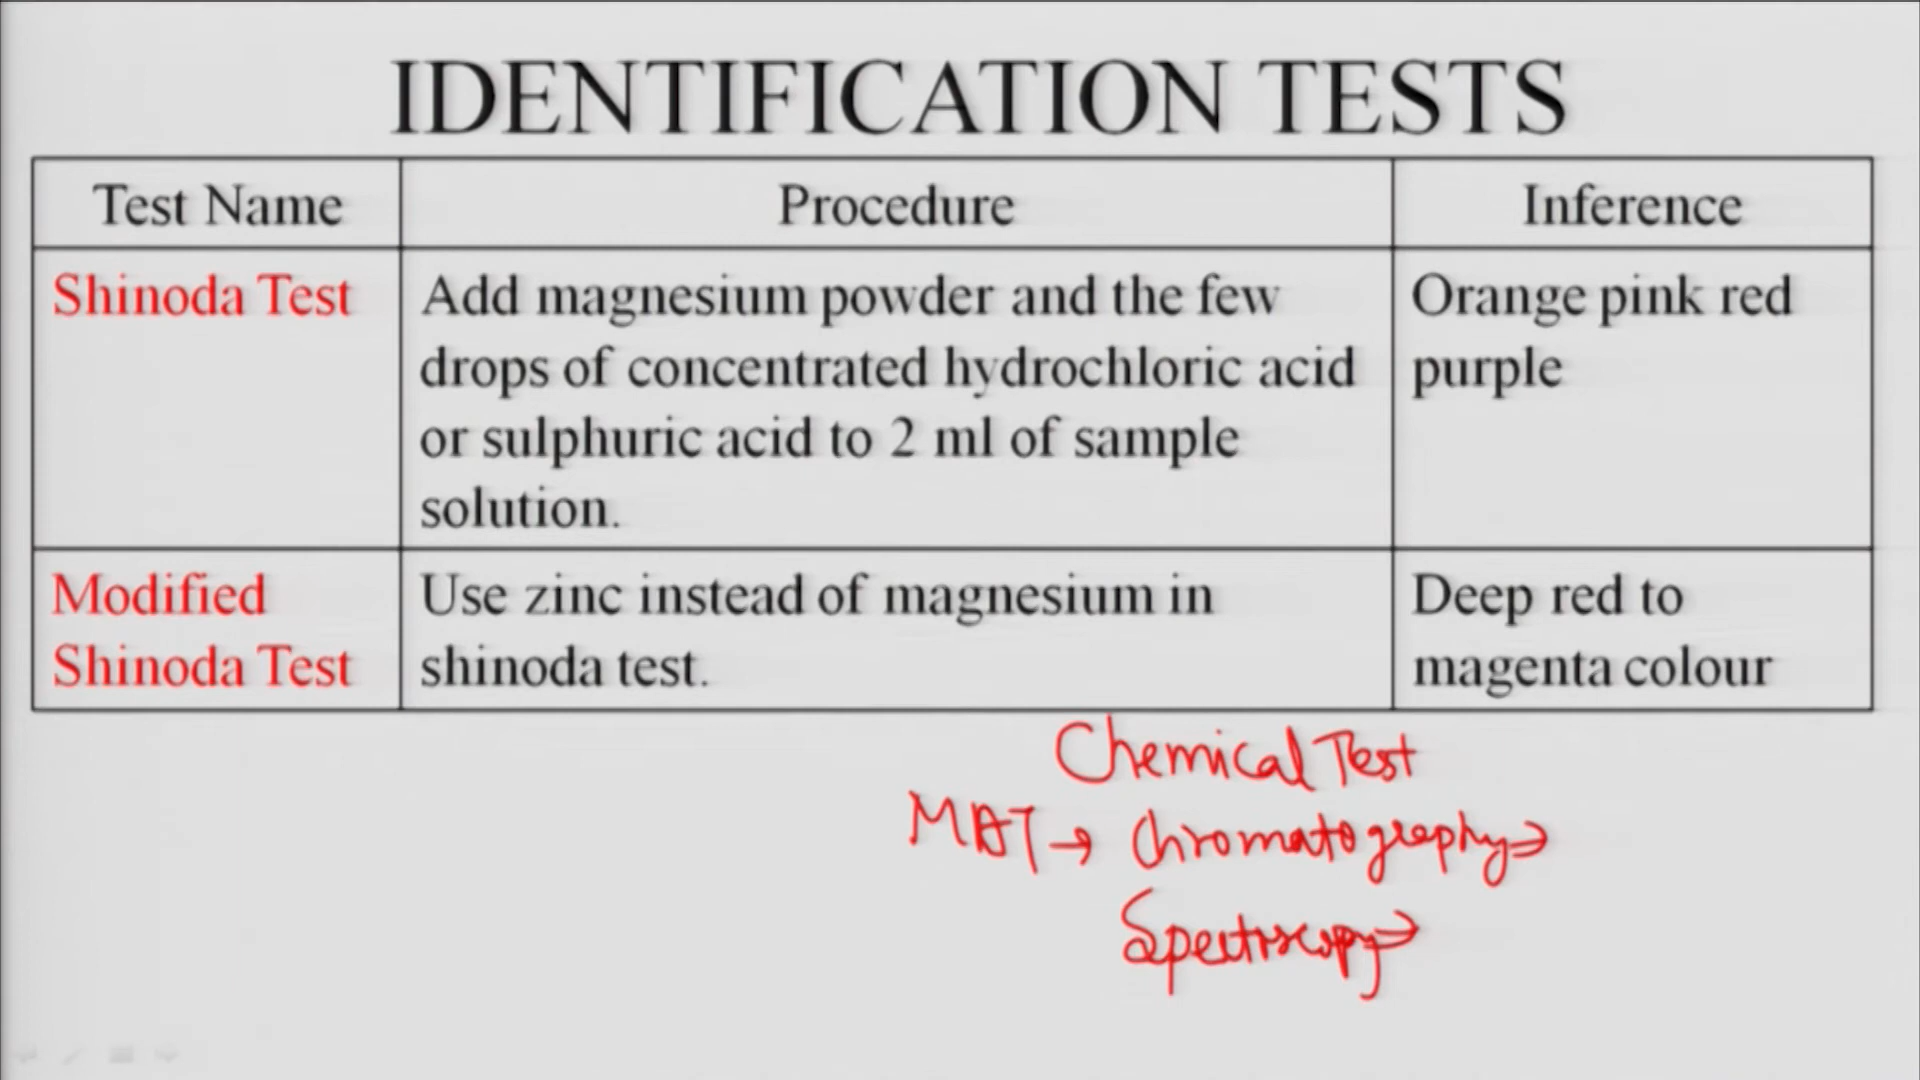 IDENTIFICATION TESTS
Test Name
Procedure
Inference
Shinoda Test
Add magnesium powder and the few
drops of concentrated hydrochloric acid
or sulphuric acid to 2 ml of sample
solution.
Orange pink red
purple
Modified
Shinoda Test
Use zinc instead of magnesium in
shinoda test.
Deep red to
magenta colour
Chemical Test
MAT → Chromatography →
Spectroscopy →